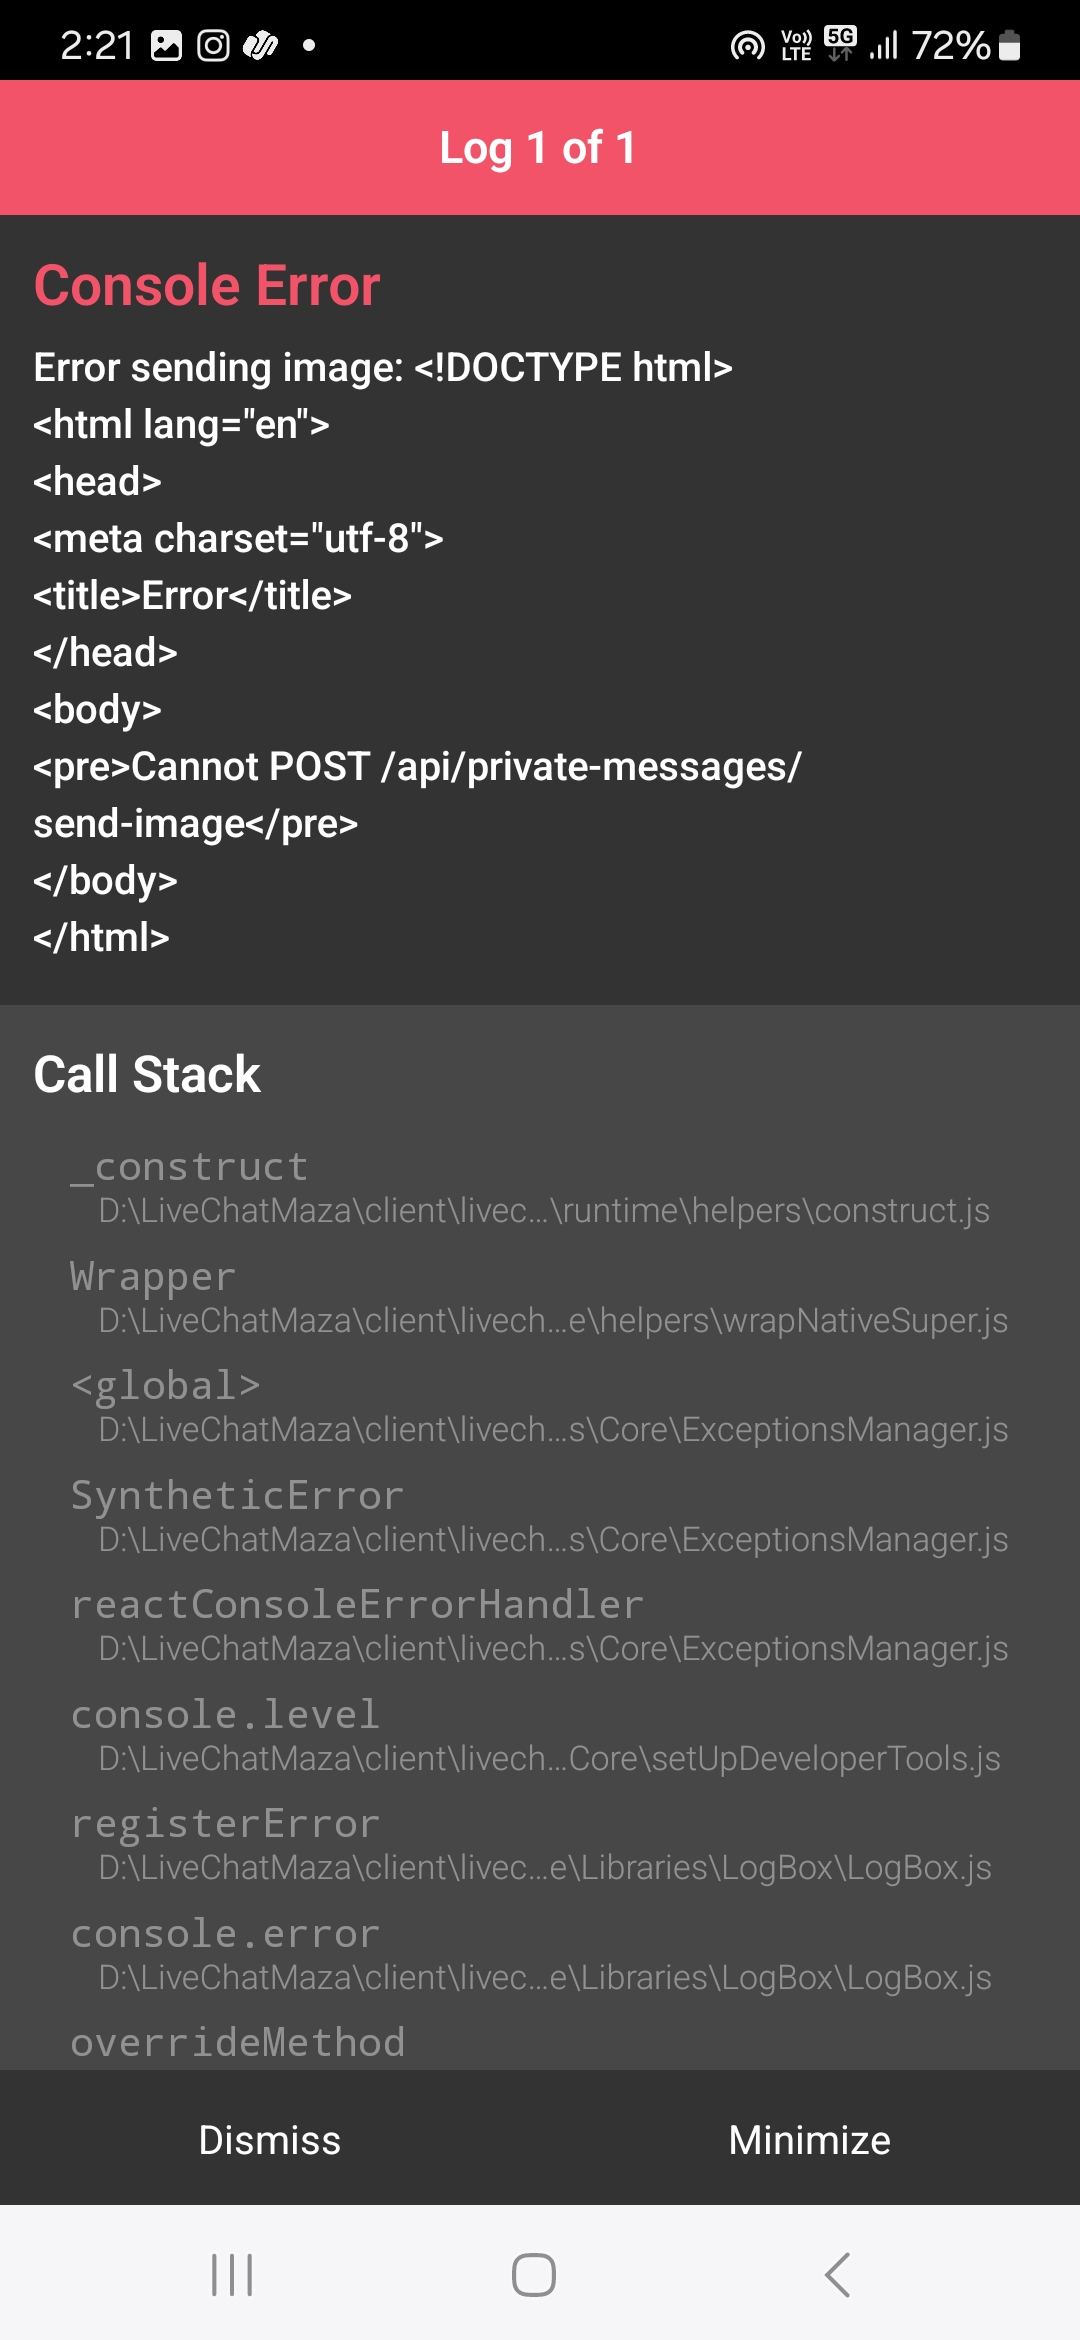 2:21 Vo)) LTE 5G 72%
Log 1 of 1
Console Error
Error sending image: <!DOCTYPE html>
<html lang="en">
<head>
<meta charset="utf-8">
<title>Error</title>
</head>
<body>
<pre>Cannot POST /api/private-messages/
send-image</pre>
</body>
</html>
Call Stack
_construct
D:\LiveChatMaza\client\livec...\runtime\helpers\construct.js
Wrapper
D:\LiveChatMaza\client\livech...e\helpers\wrapNativeSuper.js
<global>
D:\LiveChatMaza\client\livech...s\Core\ExceptionsManager.js
SyntheticError
D:\LiveChatMaza\client\livech...s\Core\ExceptionsManager.js
reactConsoleErrorHandler
D:\LiveChatMaza\client\livech...s\Core\ExceptionsManager.js
console.level
D:\LiveChatMaza\client\livech...Core\setUpDeveloperTools.js
registerError
D:\LiveChatMaza\client\livec...e\Libraries\LogBox\LogBox.js
console.error
D:\LiveChatMaza\client\livec...e\Libraries\LogBox\LogBox.js
overrideMethod
Dismiss Minimize